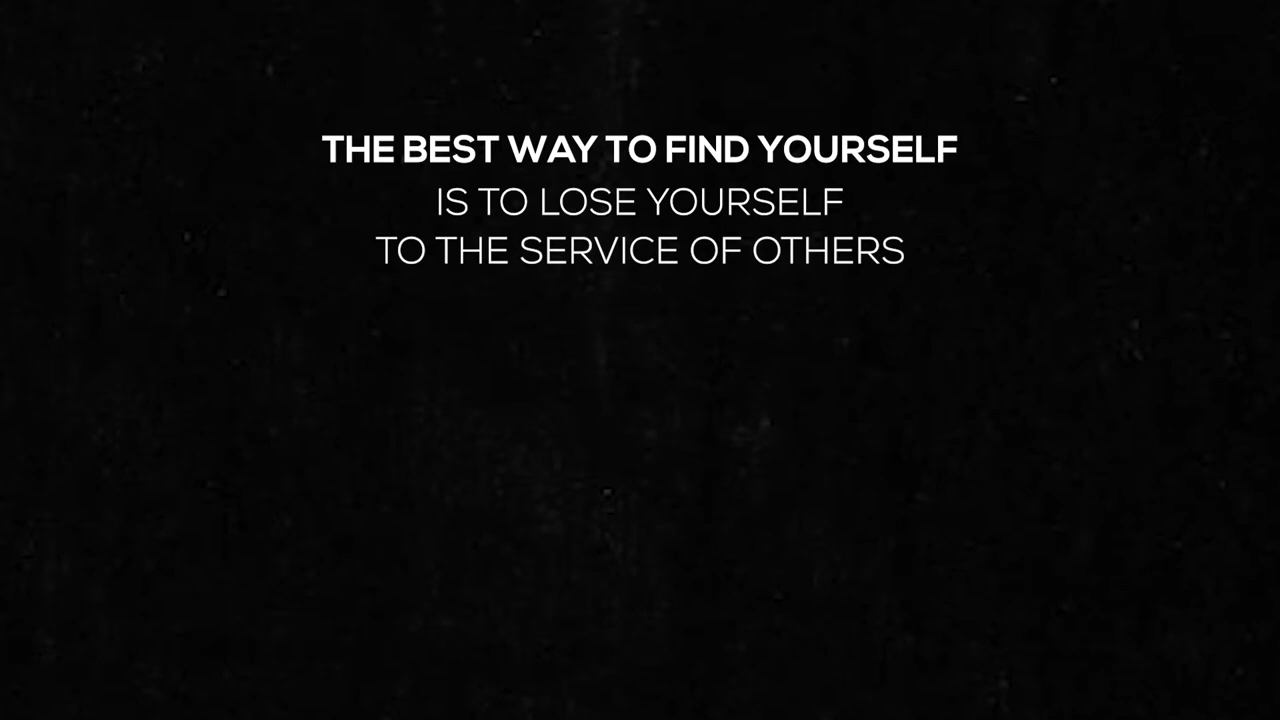 THE BEST WAY TO FIND YOURSELF
IS TO LOSE YOURSELF
TO THE SERVICE OF OTHERS